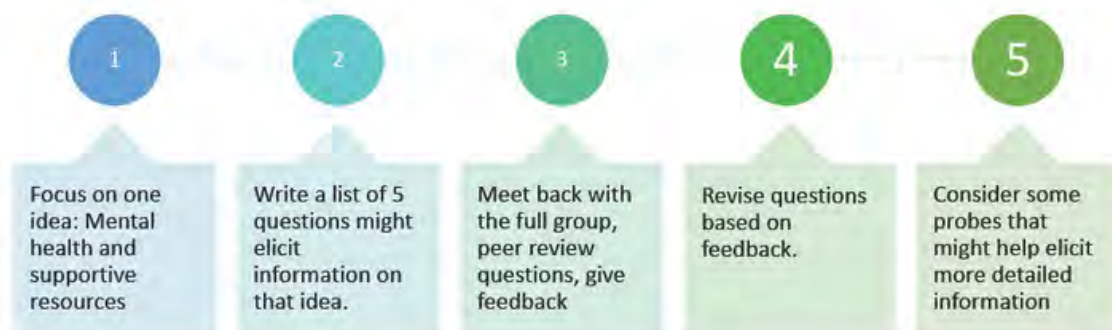 1
2
3
4
5
Focus on one
idea: Mental
health and
supportive
resources
Write a list of 5
questions might
elicit
information on
that idea.
Meet back with
the full group,
peer review
questions, give
feedback
Revise questions
based on
feedback.
Consider some
probes that
might help elicit
more detailed
information